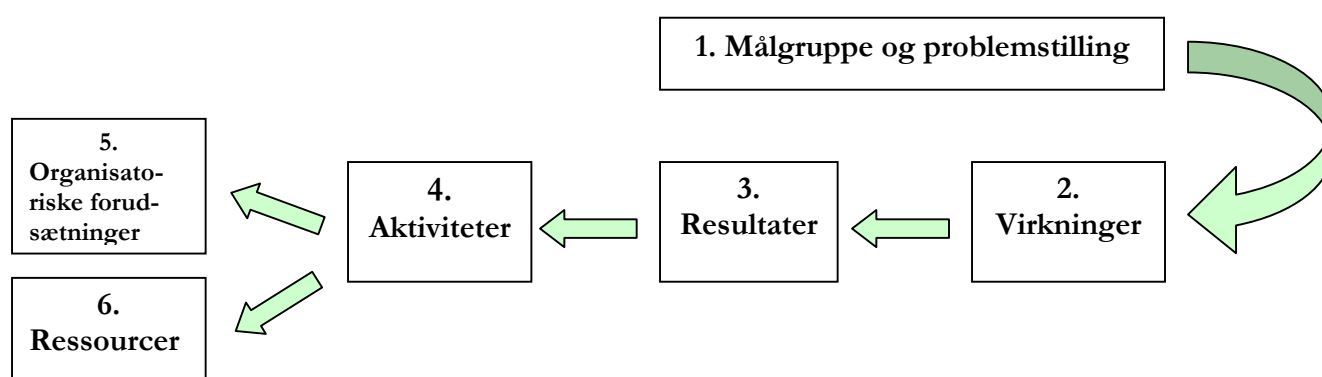 1. Målgruppe og problemstilling
5.
Organisato-
riske forud-
sætninger
4.
Aktiviteter
3.
Resultater
2.
Virkninger
6.
Ressourcer